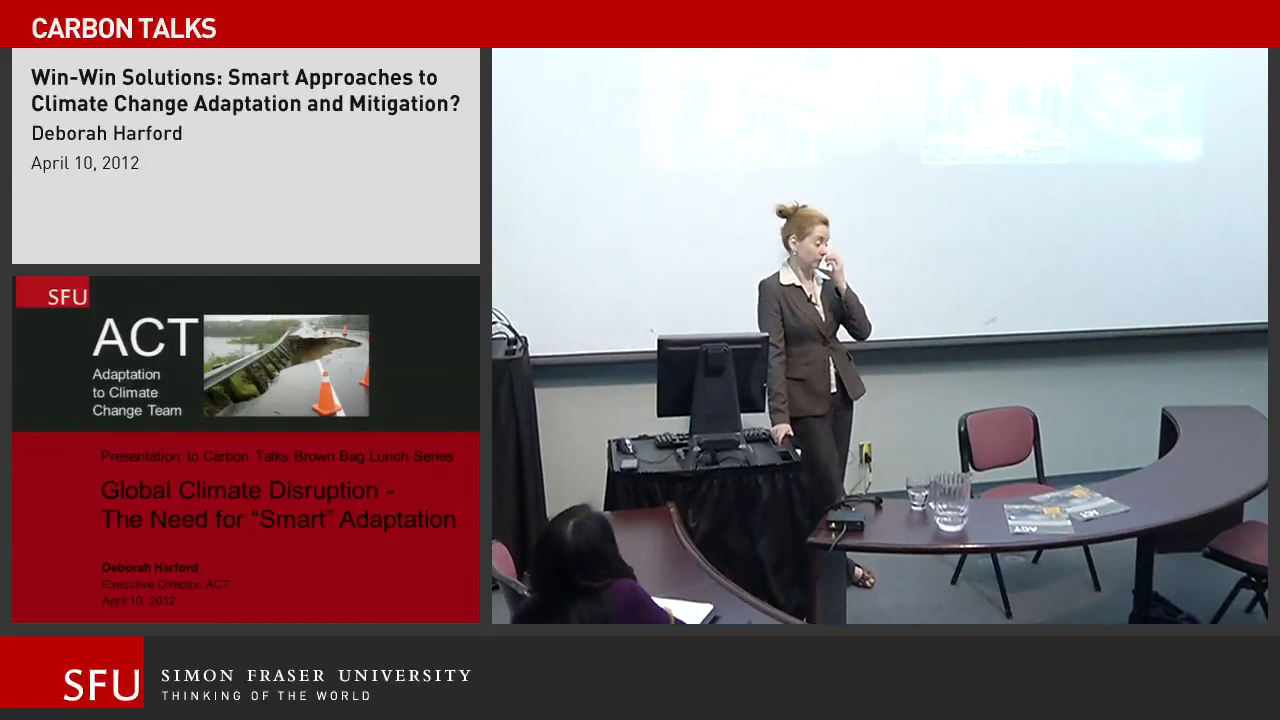 CARBON TALKS
Win-Win Solutions: Smart Approaches to
Climate Change Adaptation and Mitigation?
Deborah Harford
April 10, 2012
SFU
ACT
Adaptation
to Climate
Change Team
Presentation to Carbon Talks Brown Bag Lunch Series
Global Climate Disruption -
The Need for “Smart” Adaptation
Deborah Harford
Executive Director, ACT
April 10, 2012
ACT
ACT
SFU
SIMON FRASER UNIVERSITY
THINKING OF THE WORLD